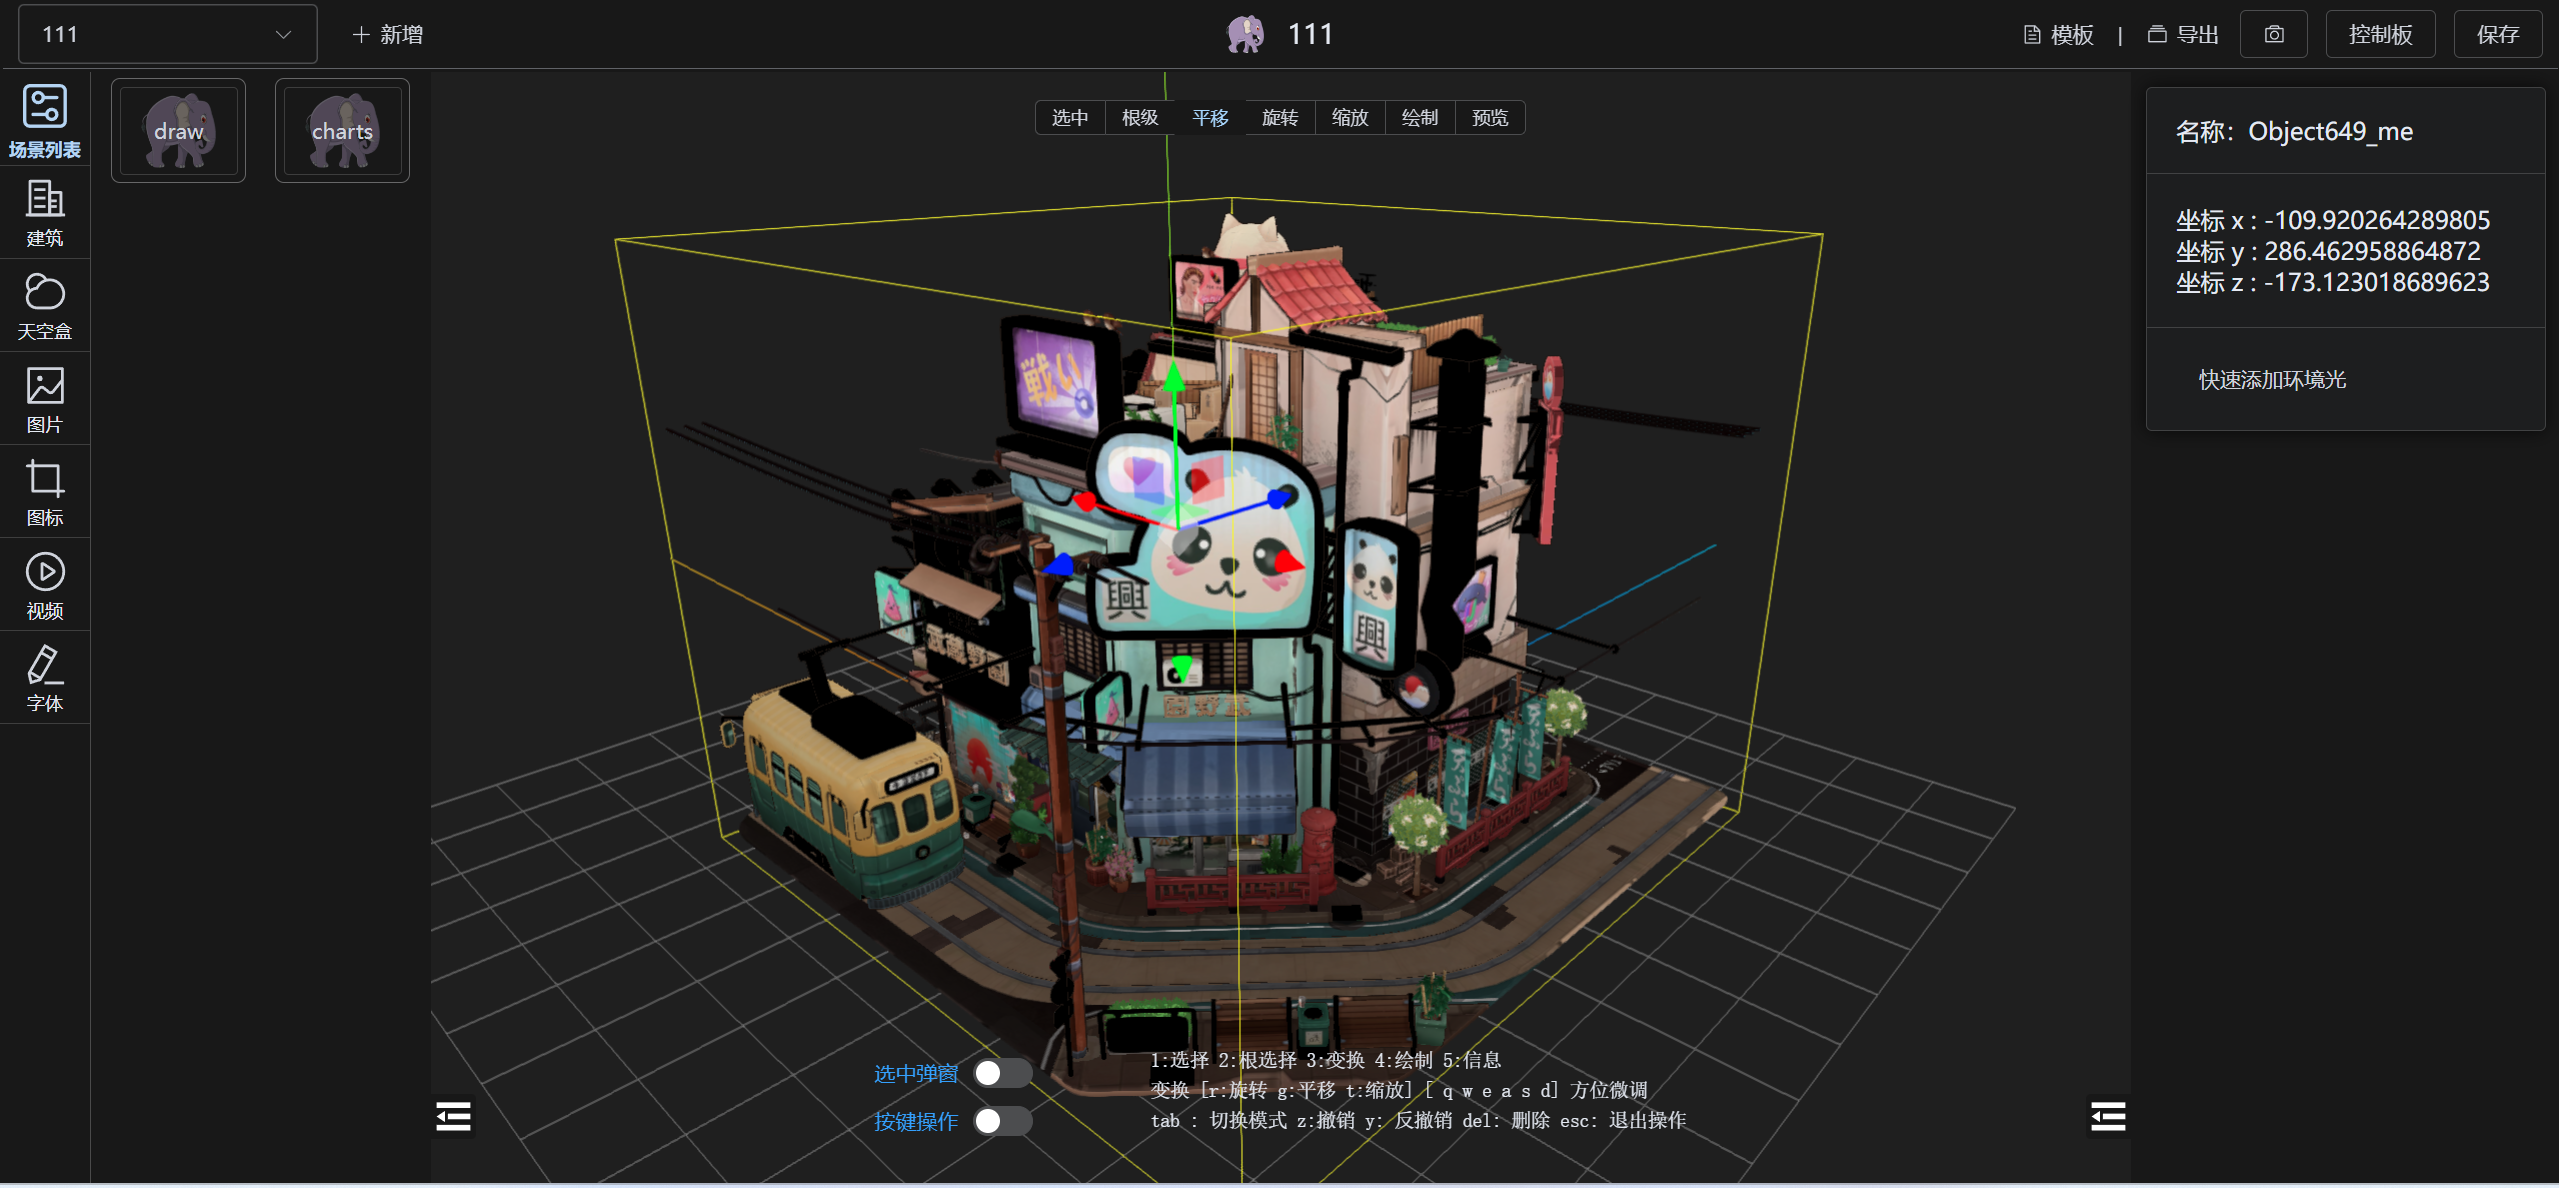 111
新增
111
模板 | 导出
控制板
保存
场景列表
建筑
天空盒
图片
图标
视频
字体
draw
charts
选中 根级 平移 旋转 缩放 绘制 预览
名称：Object649_me
坐标 x : -109.920264289805
坐标 y : 286.462958864872
坐标 z : -173.123018689623
快速添加环境光
戦い
興
興
选中弹窗
按键操作
1:选择 2:根选择 3:变换 4:绘制 5:信息
变换 [r:旋转 g:平移 t:缩放] [ q w e a s d] 方位微调
tab : 切换模式 z:撤销 y: 反撤销 del: 删除 esc: 退出操作